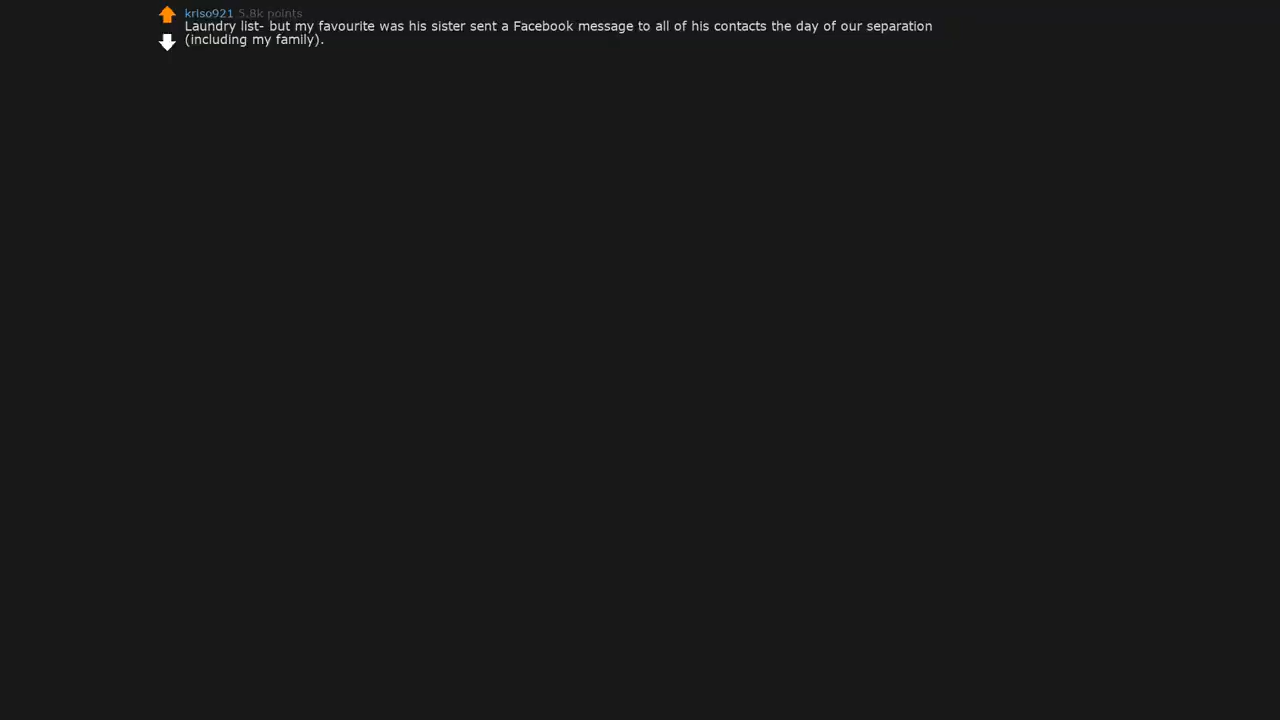 kriso921 5.8k points
Laundry list- but my favourite was his sister sent a Facebook message to all of his contacts the day of our separation
(including my family).